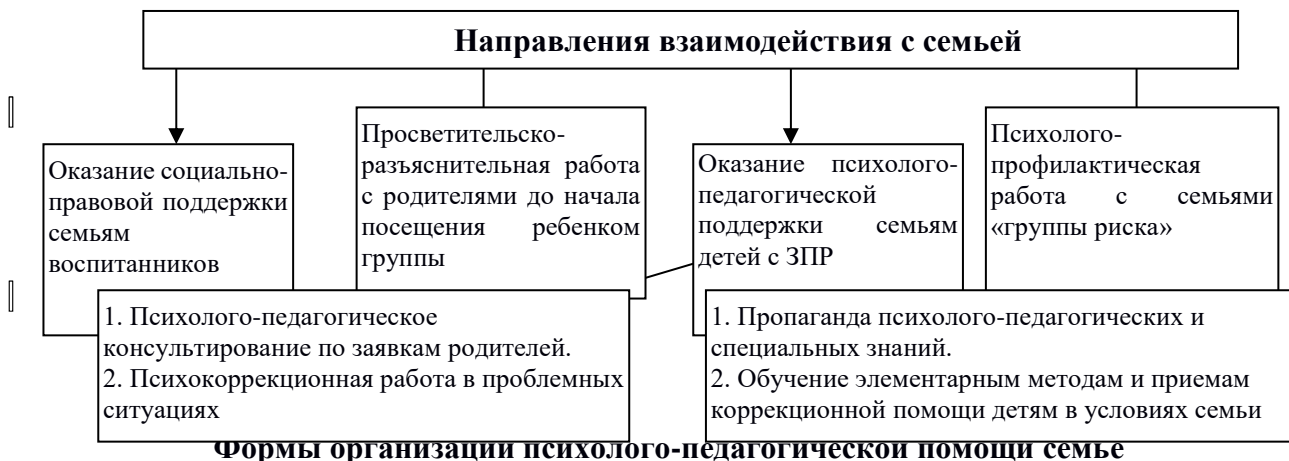 Направления взаимодействия с семьей
Оказание социально-
правовой поддержки
семьям
воспитанников
Просветительско-
разъяснительная работа
с родителями до начала
посещения ребенком
группы
Оказание психолого-
педагогической
поддержки семьям
детей с ЗПР
Психолого-
профилактическая
работа с семьями
«группы риска»
1. Психолого-педагогическое
консультирование по заявкам родителей.
2. Психокоррекционная работа в проблемных
ситуациях
1. Пропаганда психолого-педагогических и
специальных знаний.
2. Обучение элементарным методам и приемам
коррекционной помощи детям в условиях семьи
Формы организации психолого-педагогической помощи семье